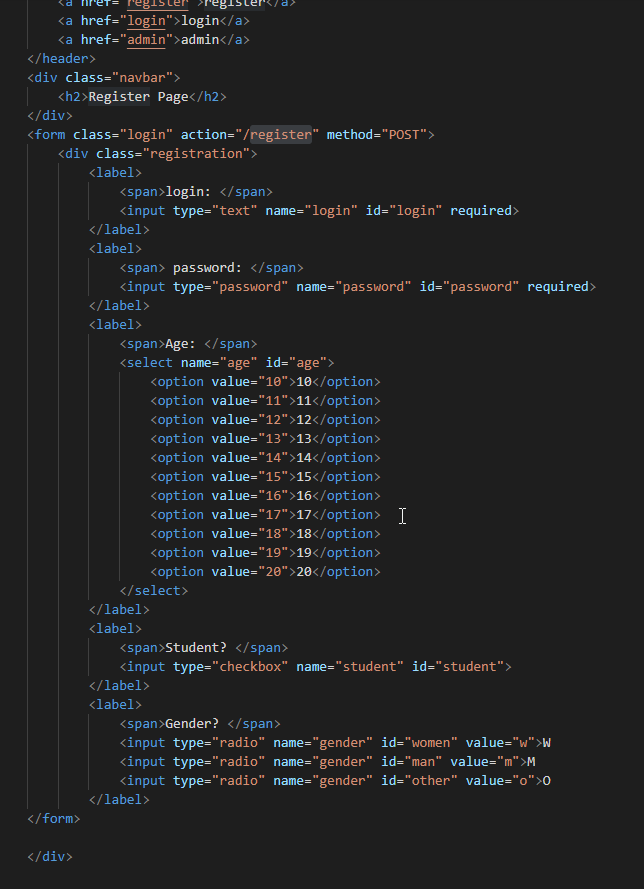 <a href="register">register</a>
<a href="login">login</a>
<a href="admin">admin</a>
</header>
<div class="navbar">
<h2>Register Page</h2>
</div>
<form class="login" action="/register" method="POST">
<div class="registration">
<label>
<span>login: </span>
<input type="text" name="login" id="login" required>
</label>
<label>
<span> password: </span>
<input type="password" name="password" id="password" required>
</label>
<label>
<span>Age: </span>
<select name="age" id="age">
<option value="10">10</option>
<option value="11">11</option>
<option value="12">12</option>
<option value="13">13</option>
<option value="14">14</option>
<option value="15">15</option>
<option value="16">16</option>
<option value="17">17</option>
<option value="18">18</option>
<option value="19">19</option>
<option value="20">20</option>
</select>
</label>
<label>
<span>Student? </span>
<input type="checkbox" name="student" id="student">
</label>
<label>
<span>Gender? </span>
<input type="radio" name="gender" id="women" value="w">W
<input type="radio" name="gender" id="man" value="m">M
<input type="radio" name="gender" id="other" value="o">O
</label>
</form>
</div>